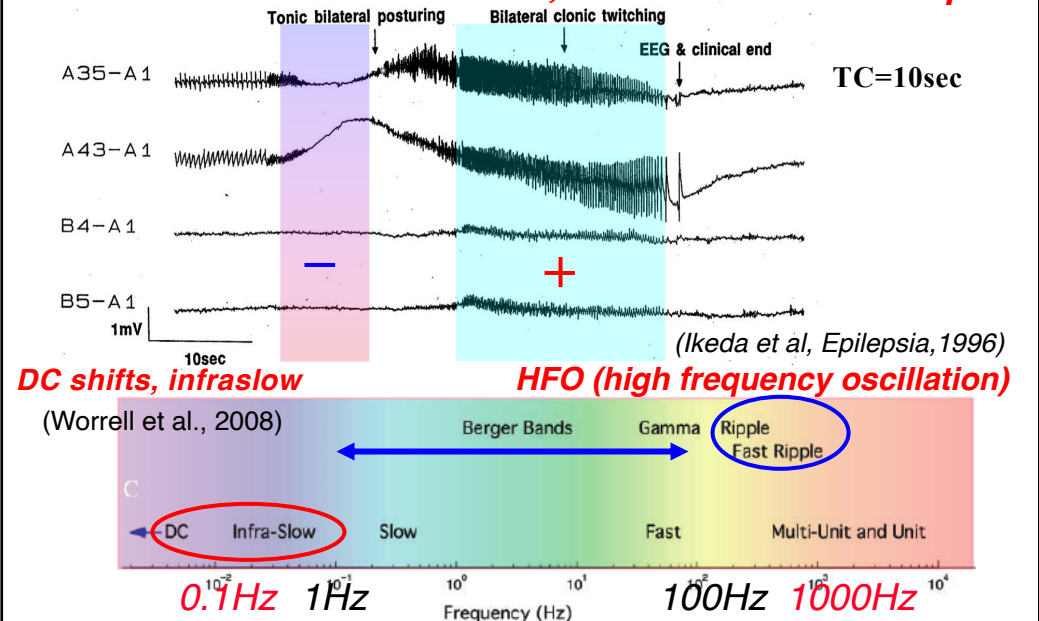 Tonic bilateral posturing
Bilateral clonic twitching
EEG & clinical end
A35-A1
TC=10sec
A43-A1
B4-A1
−
+
B5-A1
1mV
10sec
(Ikeda et al, Epilepsia,1996)
DC shifts, infraslow
HFO (high frequency oscillation)
(Worrell et al., 2008)
Berger Bands
Gamma
Ripple
Fast Ripple
C
DC
Infra-Slow
Slow
Fast
Multi-Unit and Unit
10⁻² 10⁻¹ 10⁰ 10¹ 10² 10³ 10⁴
0.1Hz 1Hz 100Hz 1000Hz
Frequency (Hz)